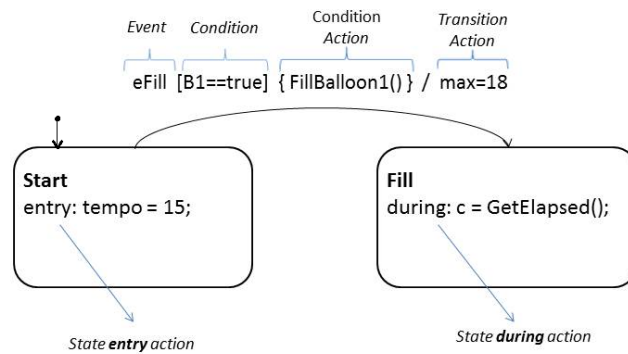 Event Condition Condition Action Transition Action
eFill [B1==true] { FillBalloon1() } / max=18
Start
entry: tempo = 15;
Fill
during: c = GetElapsed();
State entry action
State during action